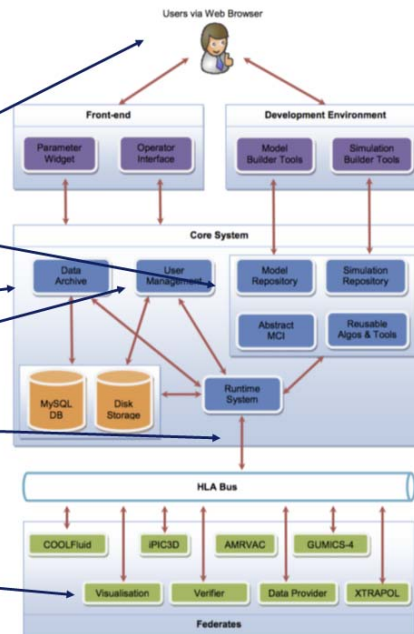 Users via Web Browser
Front-end
Development Environment
Parameter
Widget
Operator
Interface
Model
Builder Tools
Simulation
Builder Tools
Core System
Data
Archive
User
Management
Model
Repository
Simulation
Repository
Abstract
MCI
Reusable
Algos & Tools
MySQL
DB
Disk
Storage
Runtime
System
HLA Bus
COOLFluid
iPIC3D
AMRVAC
GUMICS-4
Visualisation
Verifier
Data Provider
XTRAPOL
Federates